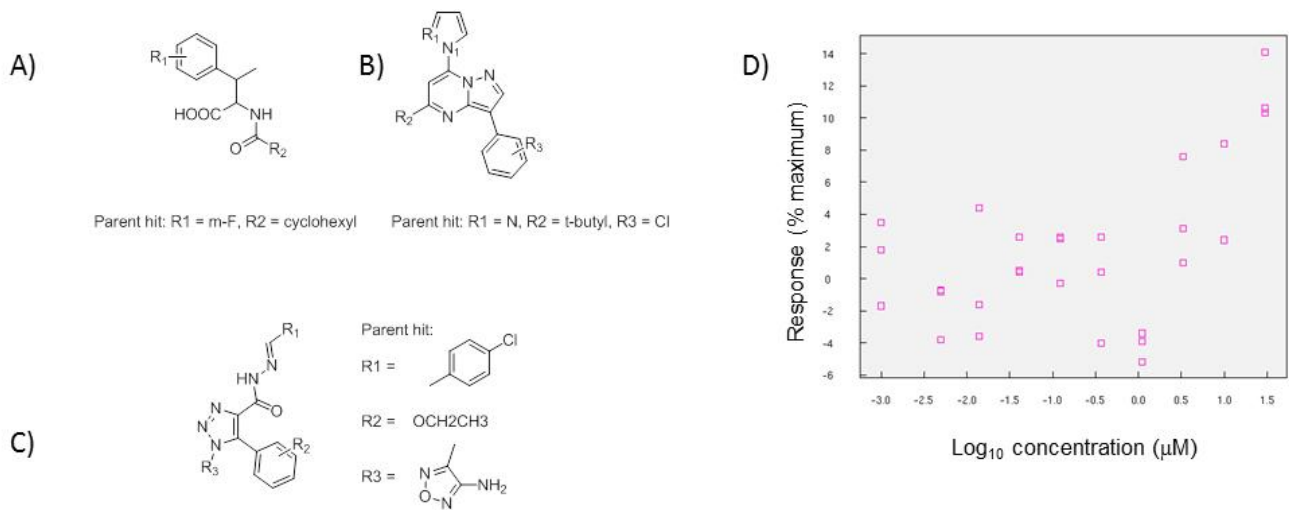 A)
R1
HOOC
NH
O
R2
Parent hit: R1 = m-F, R2 = cyclohexyl
B)
R1
N1
N
N
R2
N
R3
Parent hit: R1 = N, R2 = t-butyl, R3 = Cl
C)
R1
N
HN
O
N
N
N
R2
R3
Parent hit:
R1 =
Cl
R2 = OCH2CH3
R3 =
N
O
N
NH2
D)
Response (% maximum)
14
12
10
8
6
4
2
0
-2
-4
-6
-3.0 -2.5 -2.0 -1.5 -1.0 -0.5 0.0 0.5 1.0 1.5
Log10 concentration (μM)